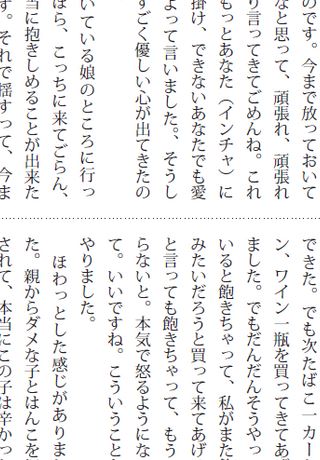 のです。今まで放っておいて
なと思って、頑張れ、頑張れ
り言ってきてごめんね。これ
もっとあなた（インチャ）に
掛け、できないあなたでも愛
よって言いました。、そうし
すごく優しい心が出てきたの
いている娘のところに行っ
ほら、こっちに来てごらん、
当に抱きしめることが出来た
す。それで揺すって、今ま
できた。でも次たばこ一カー
ン、ワイン一瓶を買ってきてあ
ました。でもだんだんそうやっ
いると飽きちゃって、私がまた
みたいだろうと買って来てあげ
と言っても飽きちゃって、もう
らないと。本気で怒るようにな
て。いいですね。こういうこと
やりました。
ほわっとした感じがありま
た。親からダメな子とはんこを
されて、本当にこの子は辛かっ